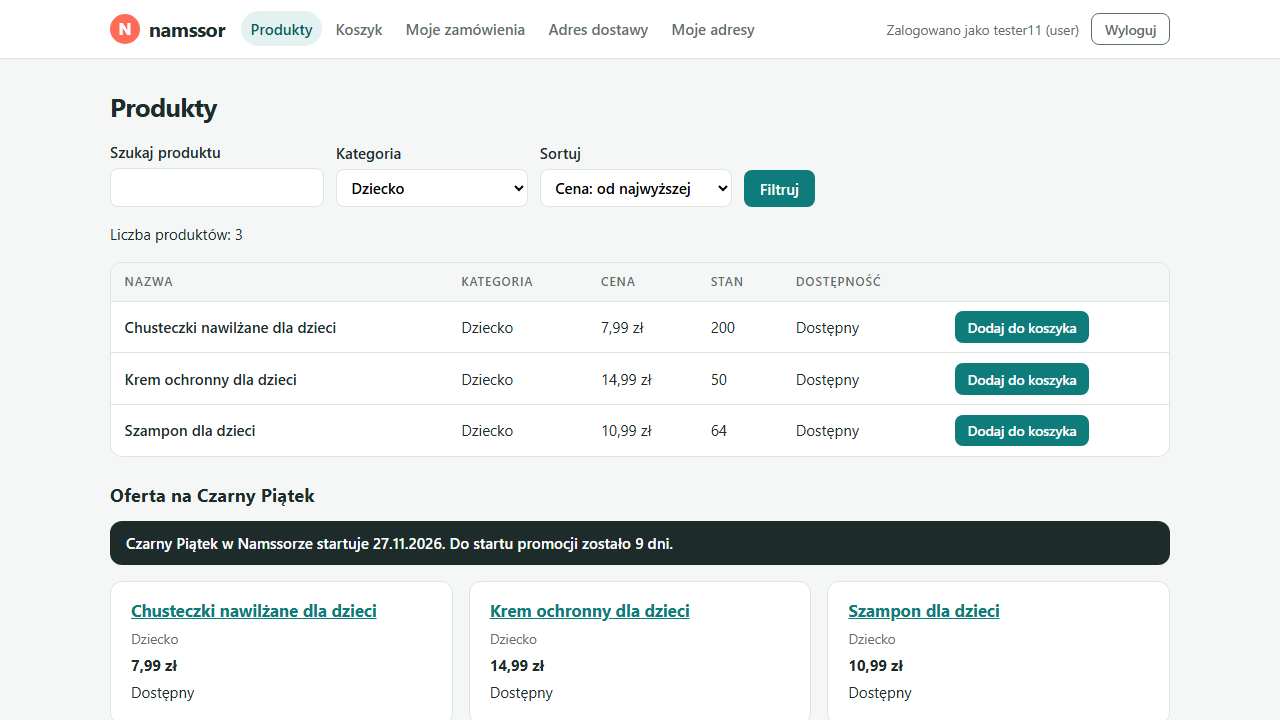 N namssor Produkty Koszyk Moje zamówienia Adres dostawy Moje adresy Zalogowano jako tester11 (user) Wyloguj
Produkty
Szukaj produktu Kategoria Sortuj
Dziecko Cena: od najwyższej Filtruj
Liczba produktów: 3
NAZWA KATEGORIA CENA STAN DOSTĘPNOŚĆ
Chusteczki nawilżane dla dzieci Dziecko 7,99 zł 200 Dostępny Dodaj do koszyka
Krem ochronny dla dzieci Dziecko 14,99 zł 50 Dostępny Dodaj do koszyka
Szampon dla dzieci Dziecko 10,99 zł 64 Dostępny Dodaj do koszyka
Oferta na Czarny Piątek
Czarny Piątek w Namssorze startuje 27.11.2026. Do startu promocji zostało 9 dni.
Chusteczki nawilżane dla dzieci
Dziecko
7,99 zł
Dostępny
Krem ochronny dla dzieci
Dziecko
14,99 zł
Dostępny
Szampon dla dzieci
Dziecko
10,99 zł
Dostępny